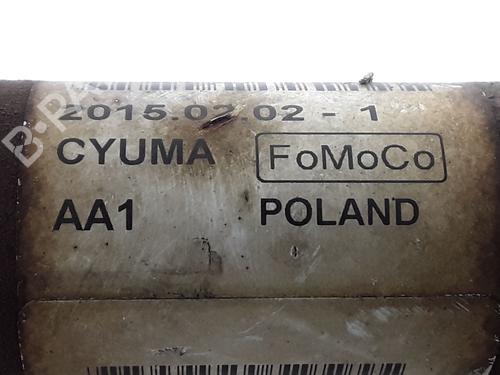 2015.02.02 - 1
CYUMA FoMoCo
AA1 POLAND